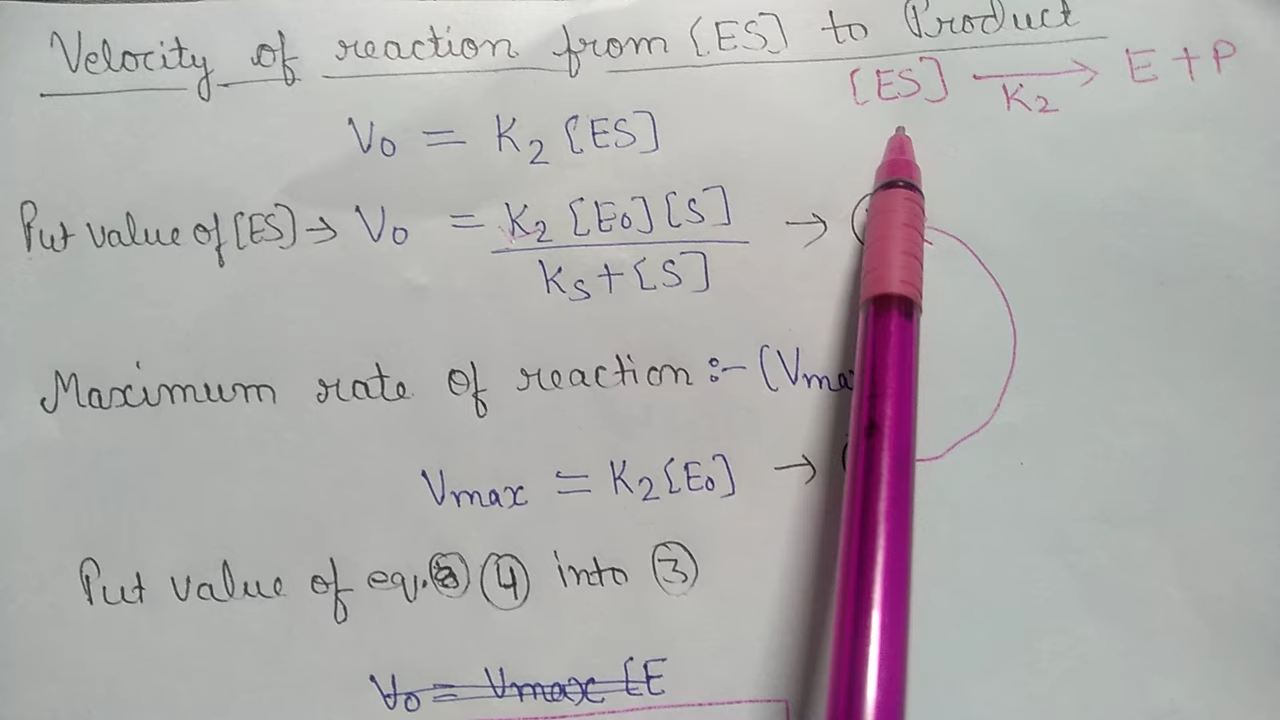 Velocity of reaction from [ES] to Product
[ES] → E + P
K2
V0 = K2 [ES]
Put value of [ES] → V0 = K2 [E0] [S] →
Ks + [S]
Maximum rate of reaction :- (Vma
Vmax = K2 [E0] →
Put value of eq. ④ into ③
V0 = Vmax [E